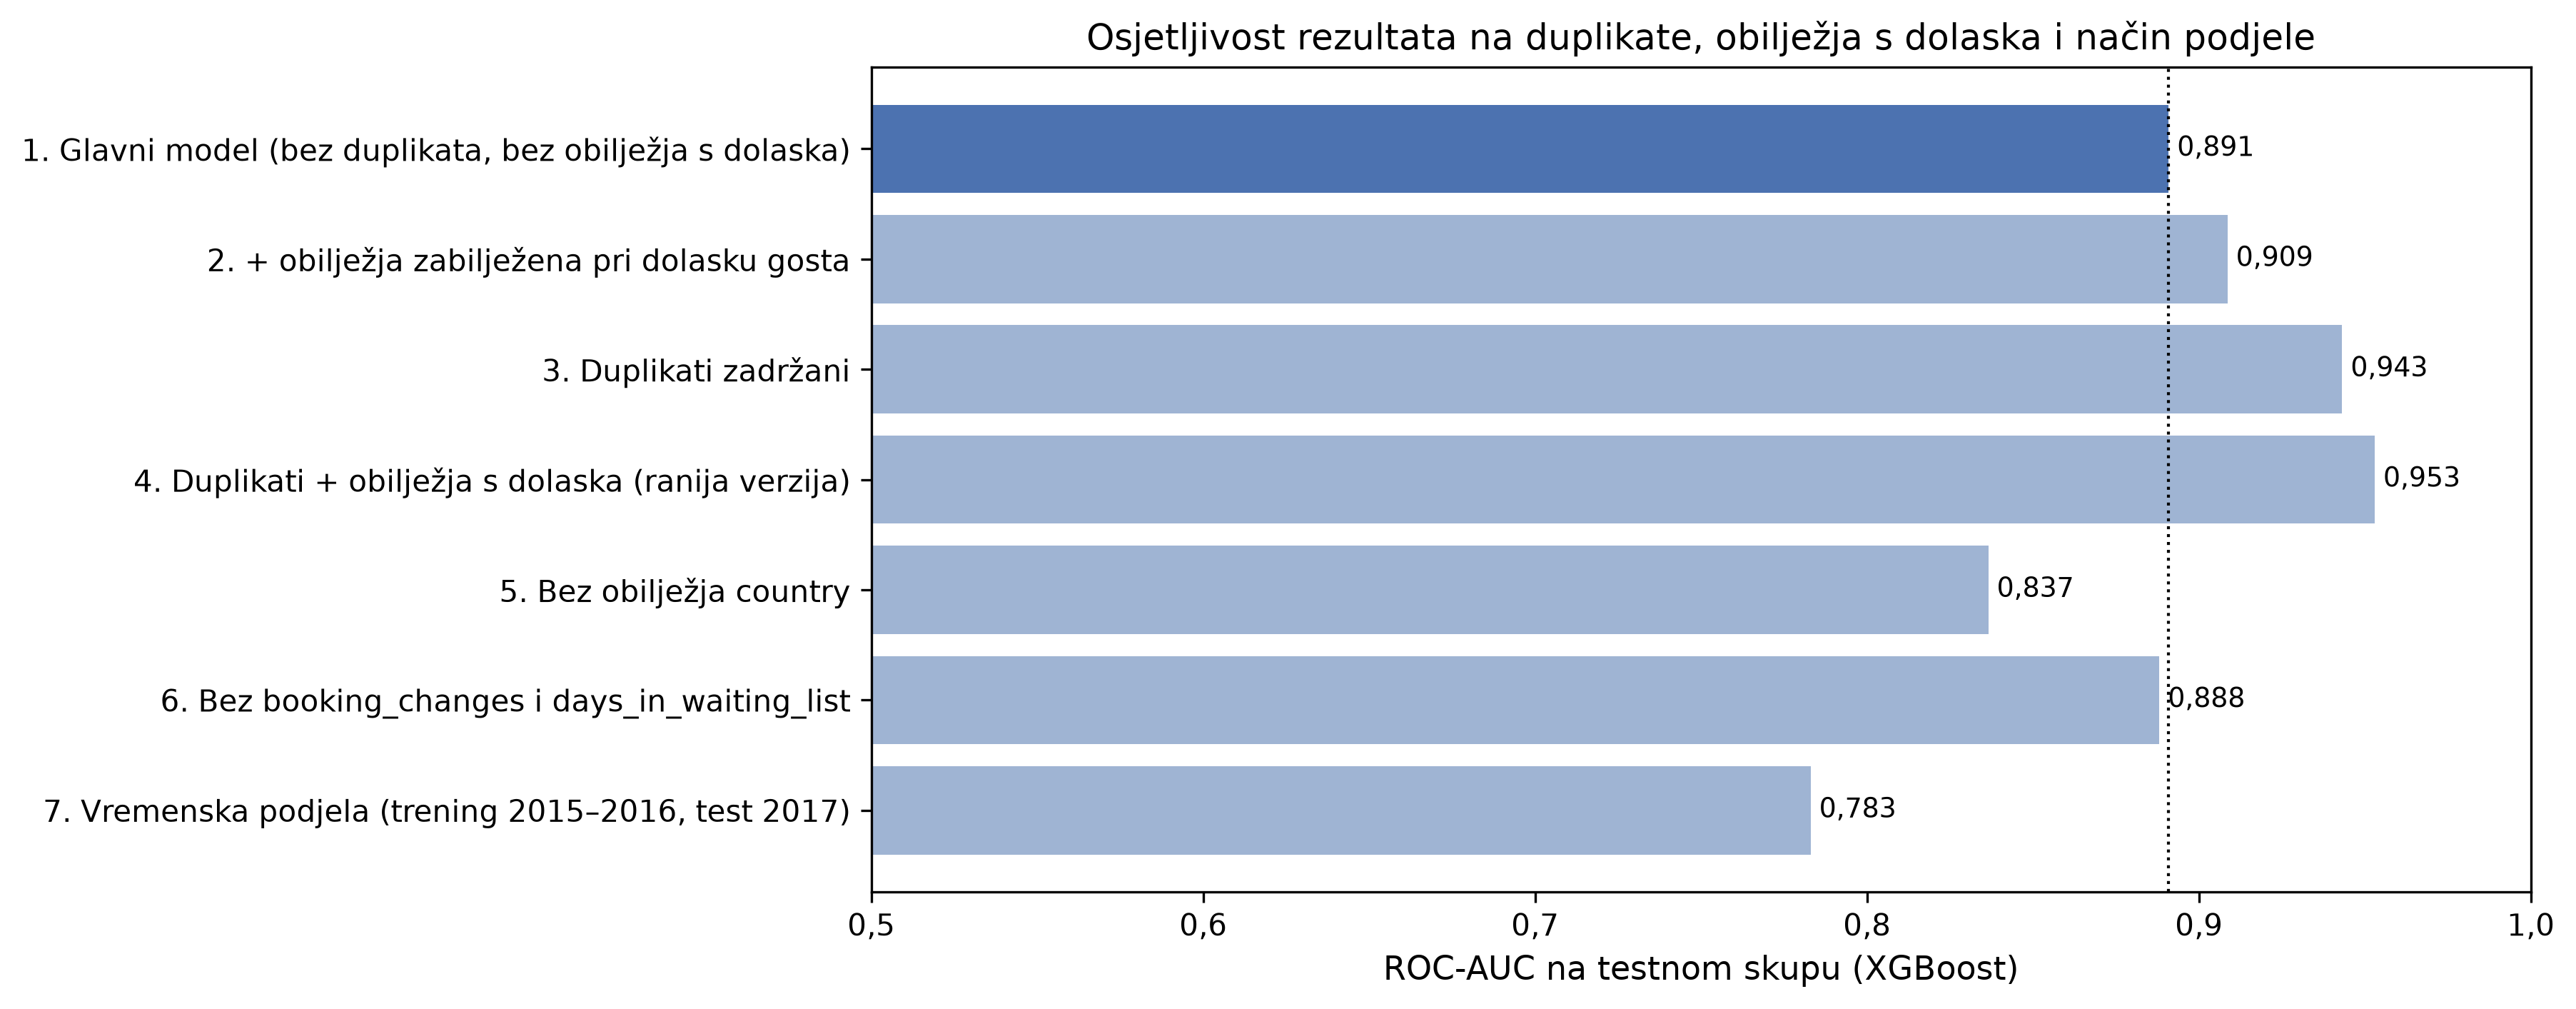 Osjetljivost rezultata na duplikate, obilježja s dolaska i način podjele
1. Glavni model (bez duplikata, bez obilježja s dolaska)
0,891
2. + obilježja zabilježena pri dolasku gosta
0,909
3. Duplikati zadržani
0,943
4. Duplikati + obilježja s dolaska (ranija verzija)
0,953
5. Bez obilježja country
0,837
6. Bez booking_changes i days_in_waiting_list
0,888
7. Vremenska podjela (trening 2015–2016, test 2017)
0,783
0,5 0,6 0,7 0,8 0,9 1,0
ROC-AUC na testnom skupu (XGBoost)